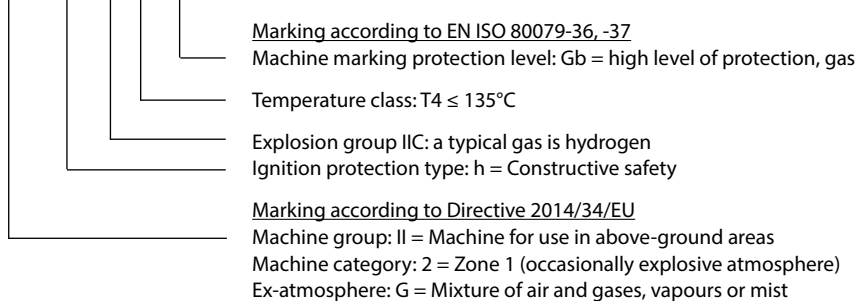 Marking according to EN ISO 80079-36, -37
Machine marking protection level: Gb = high level of protection, gas
Temperature class: T4 ≤ 135°C
Explosion group IIC: a typical gas is hydrogen
Ignition protection type: h = Constructive safety
Marking according to Directive 2014/34/EU
Machine group: II = Machine for use in above-ground areas
Machine category: 2 = Zone 1 (occasionally explosive atmosphere)
Ex-atmosphere: G = Mixture of air and gases, vapours or mist